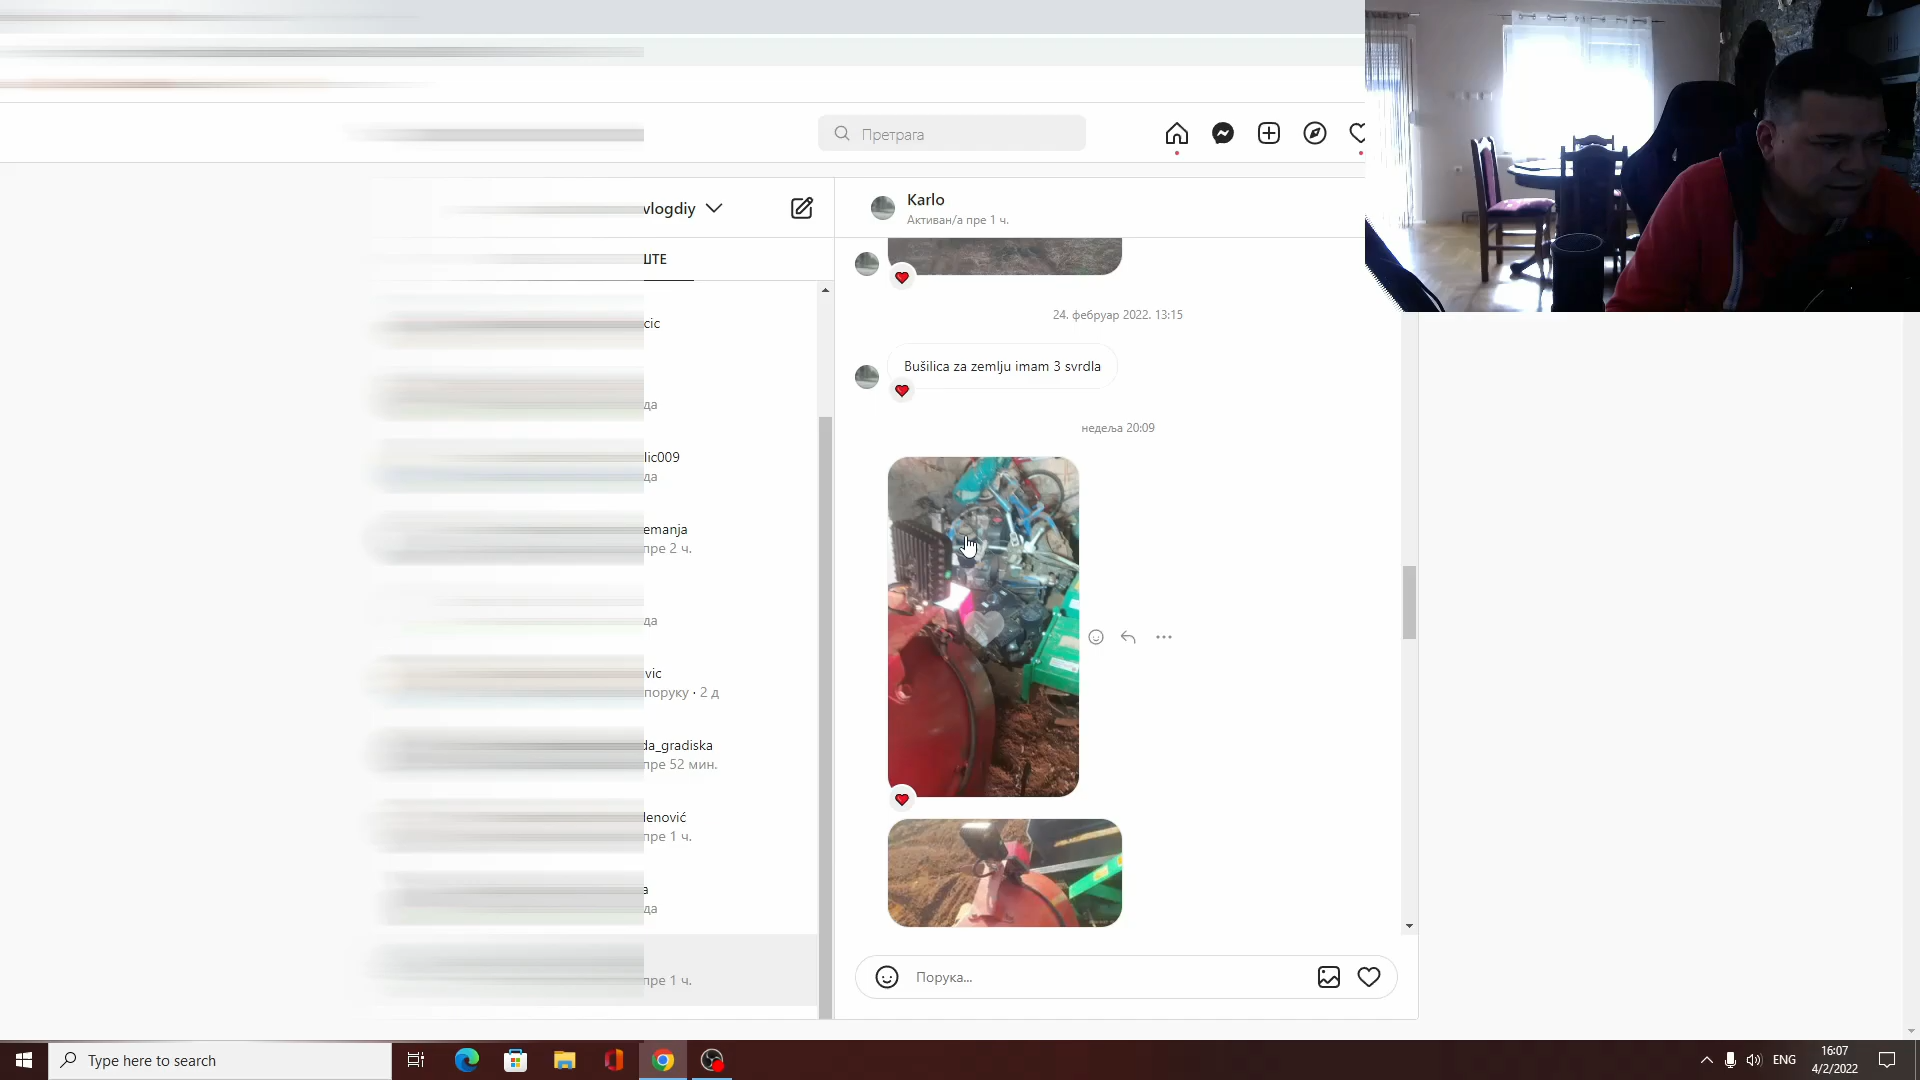 Претрага
vlogdiy
ШТЕ
Karlo
Активан/а пре 1 ч.
24. фебруар 2022. 13:15
Bušilica za zemlju imam 3 svrdla
недеља 20:09
cic
да
lic009
да
emanja
пре 2 ч.
да
vic
поруку · 2 д
da_gradiska
пре 52 мин.
lenović
пре 1 ч.
a
да
пре 1 ч.
Порука...
Type here to search
ENG
16:07
4/2/2022